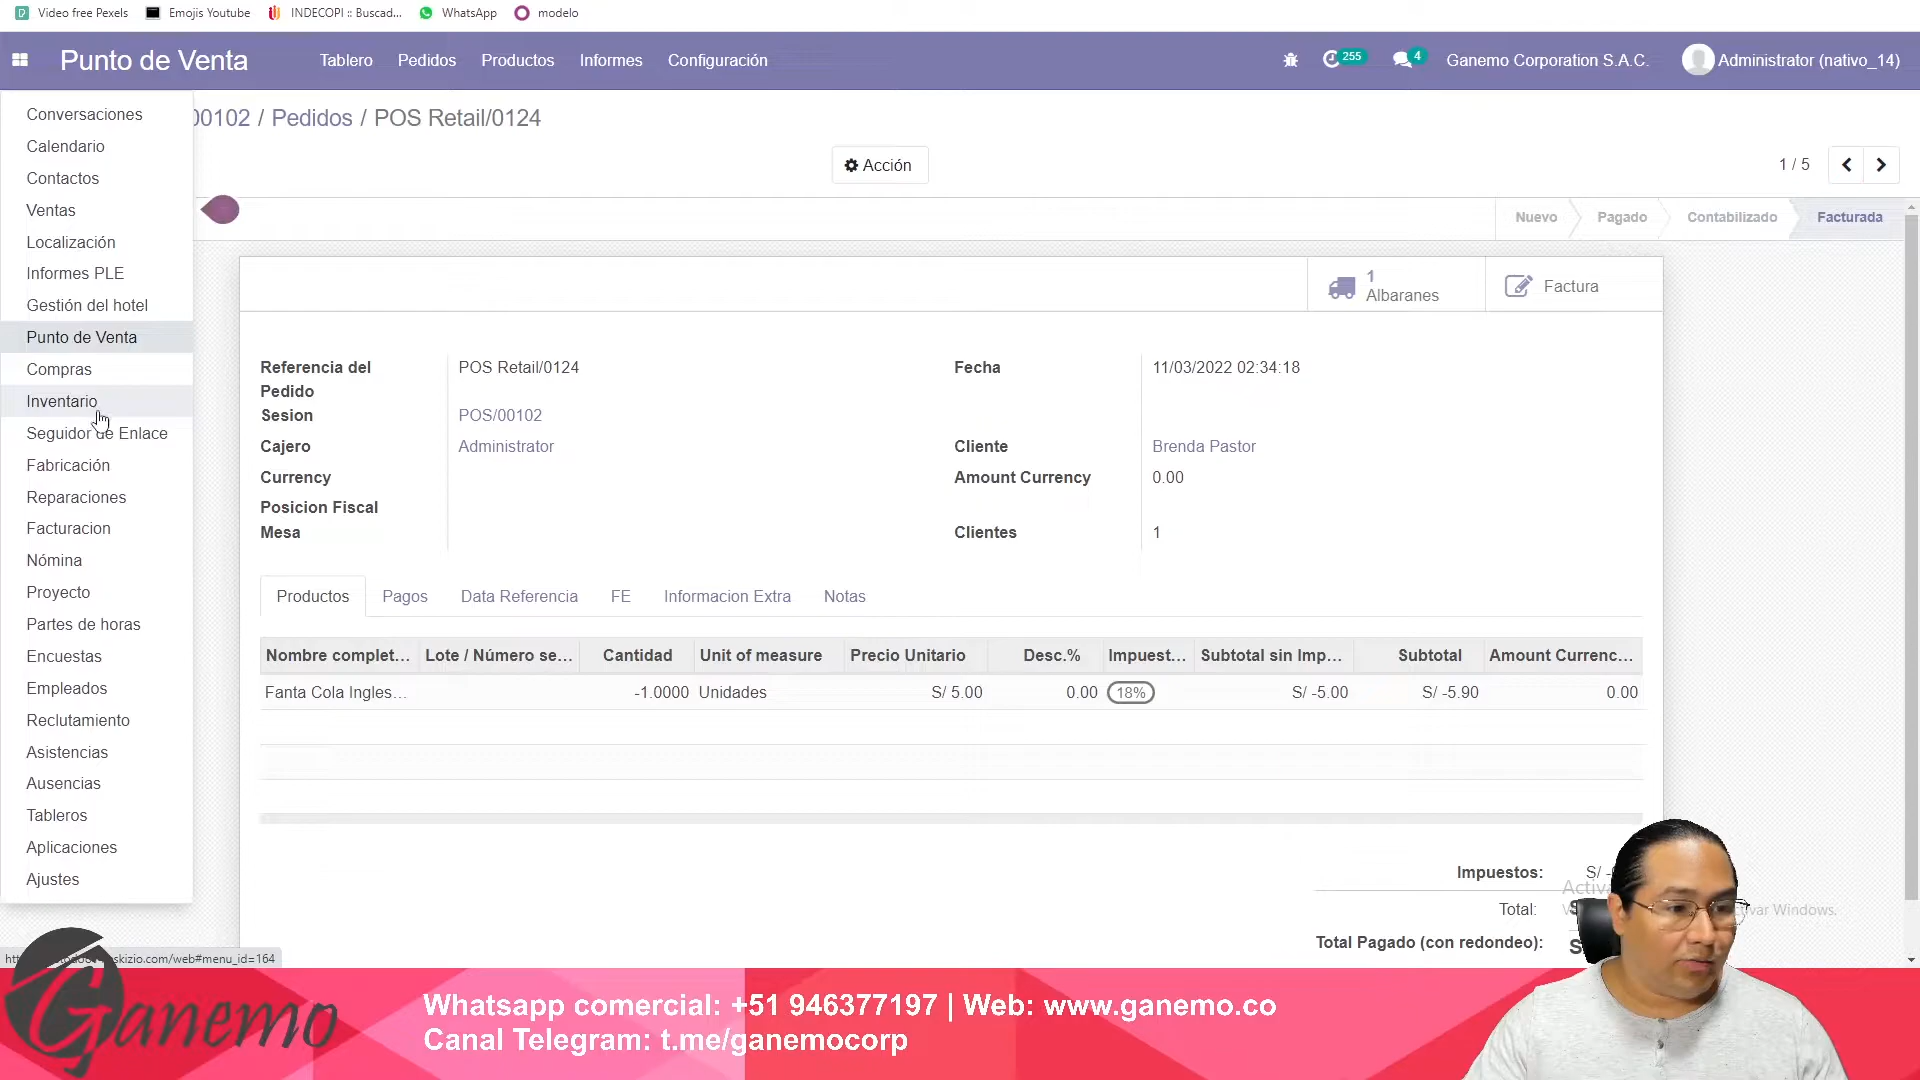 Video free Pexels
Emojis Youtube
INDECOPI :: Buscad...
WhatsApp
modelo
Punto de Venta
Tablero
Pedidos
Productos
Informes
Configuración
255
4
Ganemo Corporation S.A.C.
Administrator (nativo_14)
Conversaciones
Calendario
Contactos
Ventas
Localización
Informes PLE
Gestión del hotel
Punto de Venta
Compras
Inventario
Seguidor de Enlace
Fabricación
Reparaciones
Facturacion
Nómina
Proyecto
Partes de horas
Encuestas
Empleados
Reclutamiento
Asistencias
Ausencias
Tableros
Aplicaciones
Ajustes
00102 / Pedidos / POS Retail/0124
Acción
1 / 5
Nuevo
Pagado
Contabilizado
Facturada
1
Albaranes
Factura
Referencia del
Pedido
POS Retail/0124
Fecha
11/03/2022 02:34:18
Sesion
POS/00102
Cajero
Administrator
Cliente
Brenda Pastor
Currency
Amount Currency
0.00
Posicion Fiscal
Mesa
Clientes
1
Productos
Pagos
Data Referencia
FE
Informacion Extra
Notas
Nombre complet...
Lote / Número se...
Cantidad
Unit of measure
Precio Unitario
Desc.%
Impuest...
Subtotal sin Imp...
Subtotal
Amount Currenc...
Fanta Cola Ingles...
-1.0000
Unidades
S/ 5.00
0.00
18%
S/ -5.00
S/ -5.90
0.00
Impuestos:
S/
Total:
Total Pagado (con redondeo):
Windows.
skizio.com/web#menu_id=164
Ganemo
Whatsapp comercial: +51 946377197 | Web: www.ganemo.co
Canal Telegram: t.me/ganemocorp